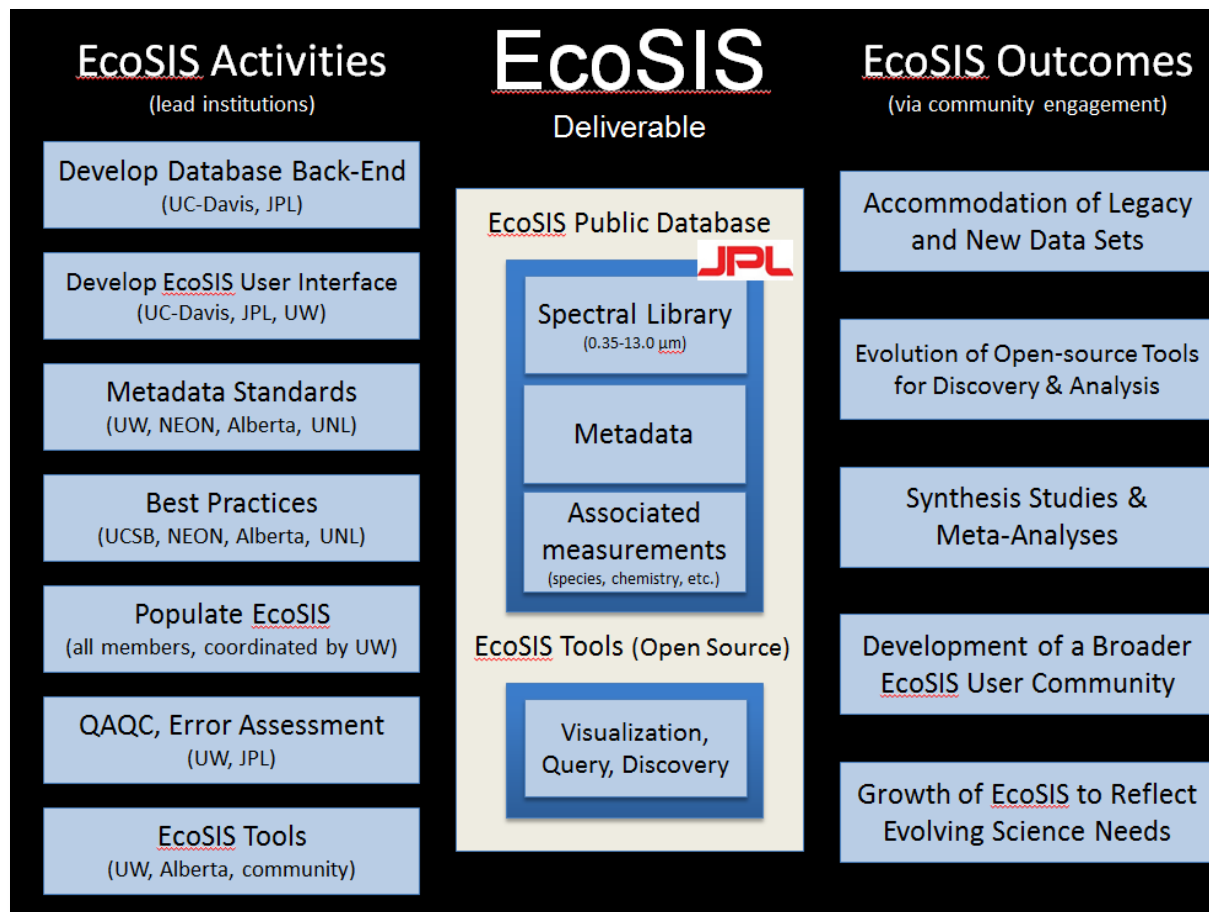 EcoSIS Activities
(lead institutions)
Develop Database Back-End
(UC-Davis, JPL)
Develop EcoSIS User Interface
(UC-Davis, JPL, UW)
Metadata Standards
(UW, NEON, Alberta, UNL)
Best Practices
(UCSB, NEON, Alberta, UNL)
Populate EcoSIS
(all members, coordinated by UW)
QAQC, Error Assessment
(UW, JPL)
EcoSIS Tools
(UW, Alberta, community)
EcoSIS
Deliverable
EcoSIS Public Database
JPL
Spectral Library
(0.35-13.0 µm)
Metadata
Associated
measurements
(species, chemistry, etc.)
EcoSIS Tools (Open Source)
Visualization,
Query, Discovery
EcoSIS Outcomes
(via community engagement)
Accommodation of Legacy
and New Data Sets
Evolution of Open-source Tools
for Discovery & Analysis
Synthesis Studies &
Meta-Analyses
Development of a Broader
EcoSIS User Community
Growth of EcoSIS to Reflect
Evolving Science Needs